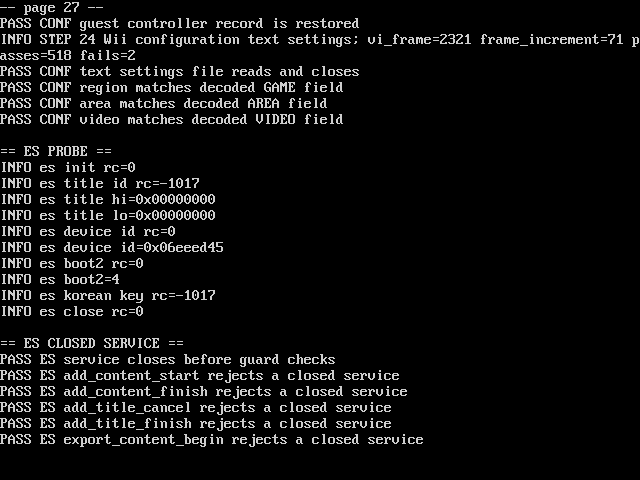 -- page 27 --
PASS CONF guest controller record is restored
INFO STEP 24 Wii configuration text settings; vi_frame=2321 frame_increment=71 p
asses=518 fails=2
PASS CONF text settings file reads and closes
PASS CONF region matches decoded GAME field
PASS CONF area matches decoded AREA field
PASS CONF video matches decoded VIDEO field

== ES PROBE ==
INFO es init rc=0
INFO es title id rc=-1017
INFO es title hi=0x00000000
INFO es title lo=0x00000000
INFO es device id rc=0
INFO es device id=0x06eeed45
INFO es boot2 rc=0
INFO es boot2=4
INFO es korean key rc=-1017
INFO es close rc=0

== ES CLOSED SERVICE ==
PASS ES service closes before guard checks
PASS ES add_content_start rejects a closed service
PASS ES add_content_finish rejects a closed service
PASS ES add_title_cancel rejects a closed service
PASS ES add_title_finish rejects a closed service
PASS ES export_content_begin rejects a closed service